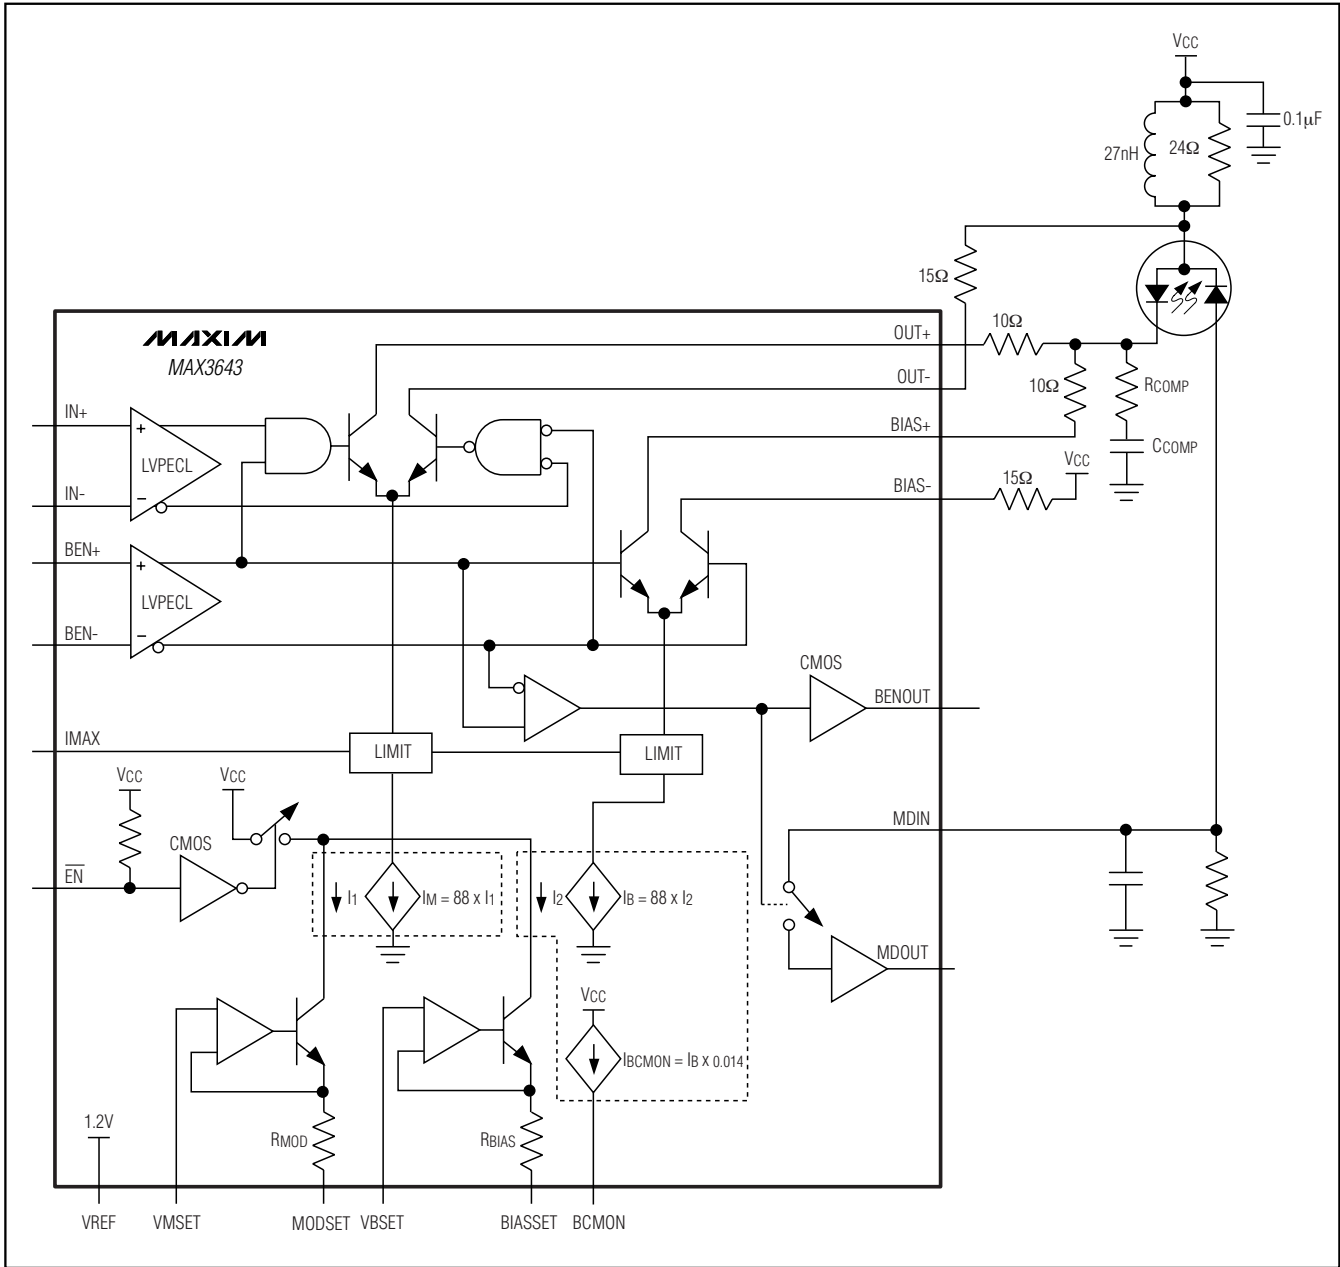 VCC
0.1µF
27nH
24Ω
15Ω
MAXIM
MAX3643
OUT+
10Ω
OUT-
10Ω
RCOMP
IN+
+
LVPECL
BIAS+
CCOMP
VCC
IN-
−
BIAS-
15Ω
BEN+
+
LVPECL
BEN-
−
CMOS
BENOUT
IMAX
LIMIT
LIMIT
VCC
VCC
MDIN
CMOS
EN
I1
IM = 88 x I1
I2
IB = 88 x I2
MDOUT
VCC
IBCMON = IB x 0.014
1.2V
RMOD
RBIAS
VREF
VMSET
MODSET
VBSET
BIASSET
BCMON